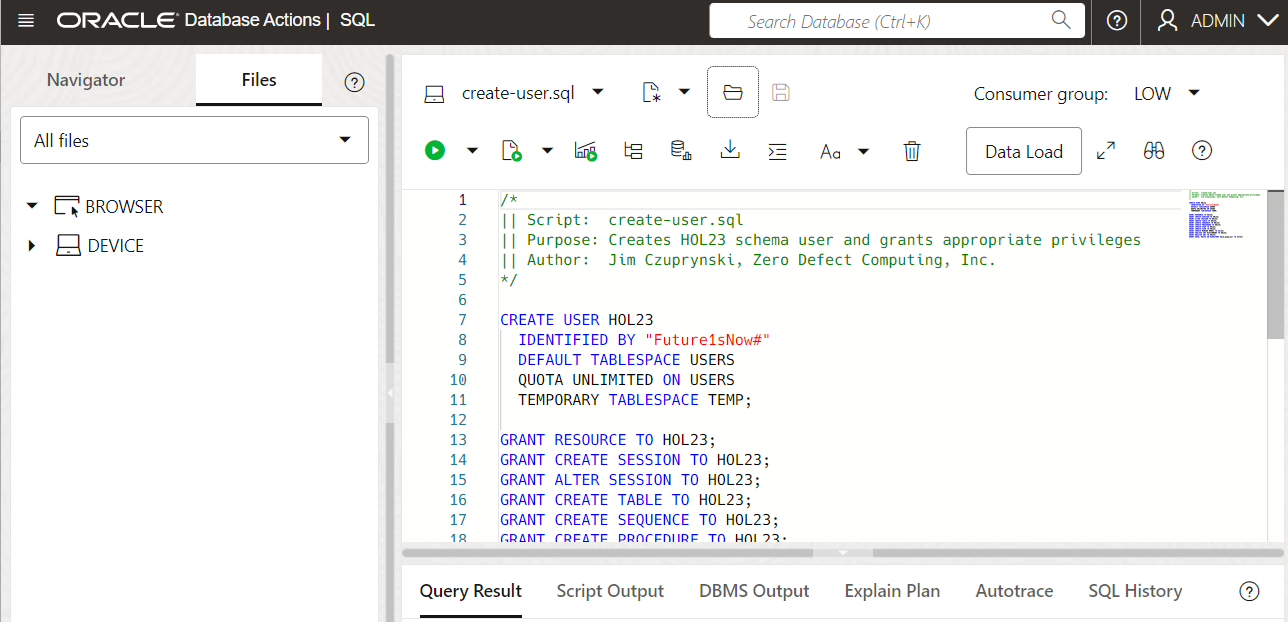 ORACLE Database Actions | SQL
Search Database (Ctrl+K)
? ADMIN
Navigator
Files
?
All files
BROWSER
DEVICE
create-user.sql
Consumer group: LOW
Aa
Data Load
?
1 /*
2 || Script:  create-user.sql
3 || Purpose: Creates HOL23 schema user and grants appropriate privileges
4 || Author:  Jim Czuprynski, Zero Defect Computing, Inc.
5 */
6
7 CREATE USER HOL23
8   IDENTIFIED BY "Future1sNow#"
9   DEFAULT TABLESPACE USERS
10   QUOTA UNLIMITED ON USERS
11   TEMPORARY TABLESPACE TEMP;
12
13 GRANT RESOURCE TO HOL23;
14 GRANT CREATE SESSION TO HOL23;
15 GRANT ALTER SESSION TO HOL23;
16 GRANT CREATE TABLE TO HOL23;
17 GRANT CREATE SEQUENCE TO HOL23;
18 GRANT CREATE PROCEDURE TO HOL23;
Query Result
Script Output
DBMS Output
Explain Plan
Autotrace
SQL History
?